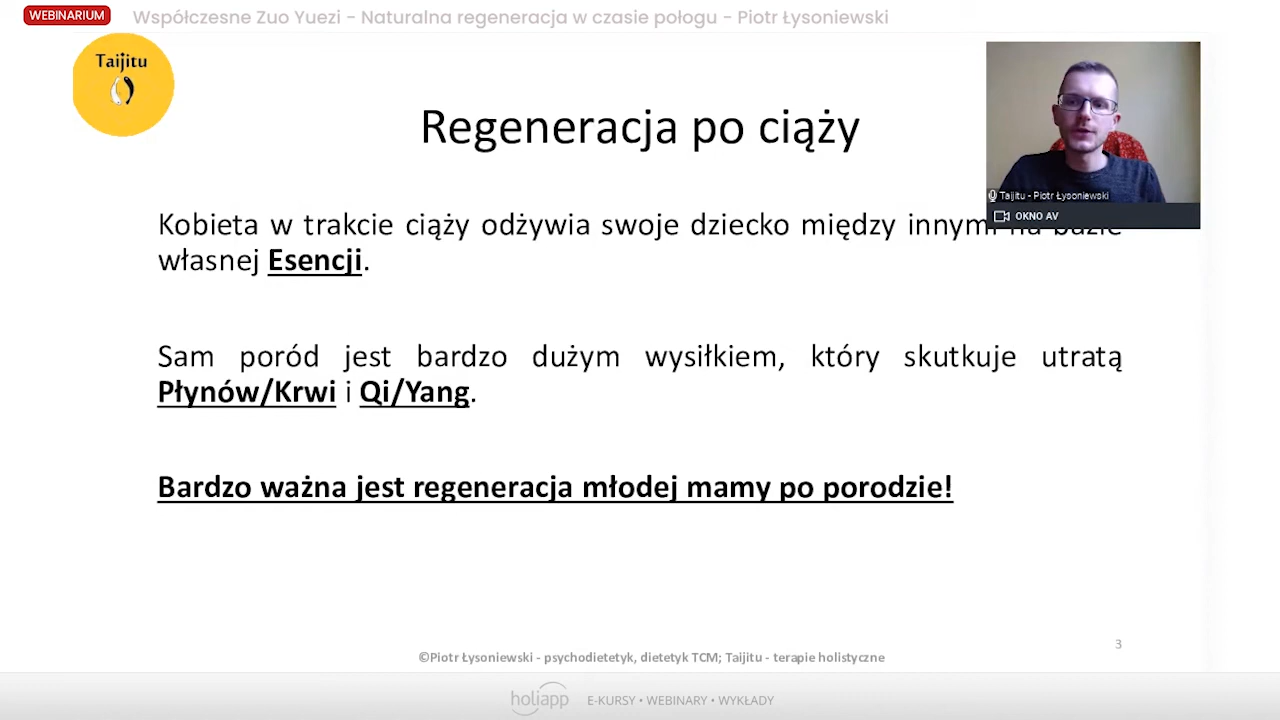 WEBINARIUM
Współczesne Zuo Yuezi - Naturalna regeneracja w czasie połogu - Piotr Łysoniewski
Taijitu
Regeneracja po ciąży
Taijitu - Piotr Łysoniewski
OKNO AV
Kobieta w trakcie ciąży odżywia swoje dziecko między innymi na bazie
własnej Esencji.
Sam poród jest bardzo dużym wysiłkiem, który skutkuje utratą
Płynów/Krwi i Qi/Yang.
Bardzo ważna jest regeneracja młodej mamy po porodzie!
3
©Piotr Łysoniewski - psychodietetyk, dietetyk TCM; Taijitu - terapie holistyczne
holiapp E-KURSY • WEBINARY • WYKŁADY